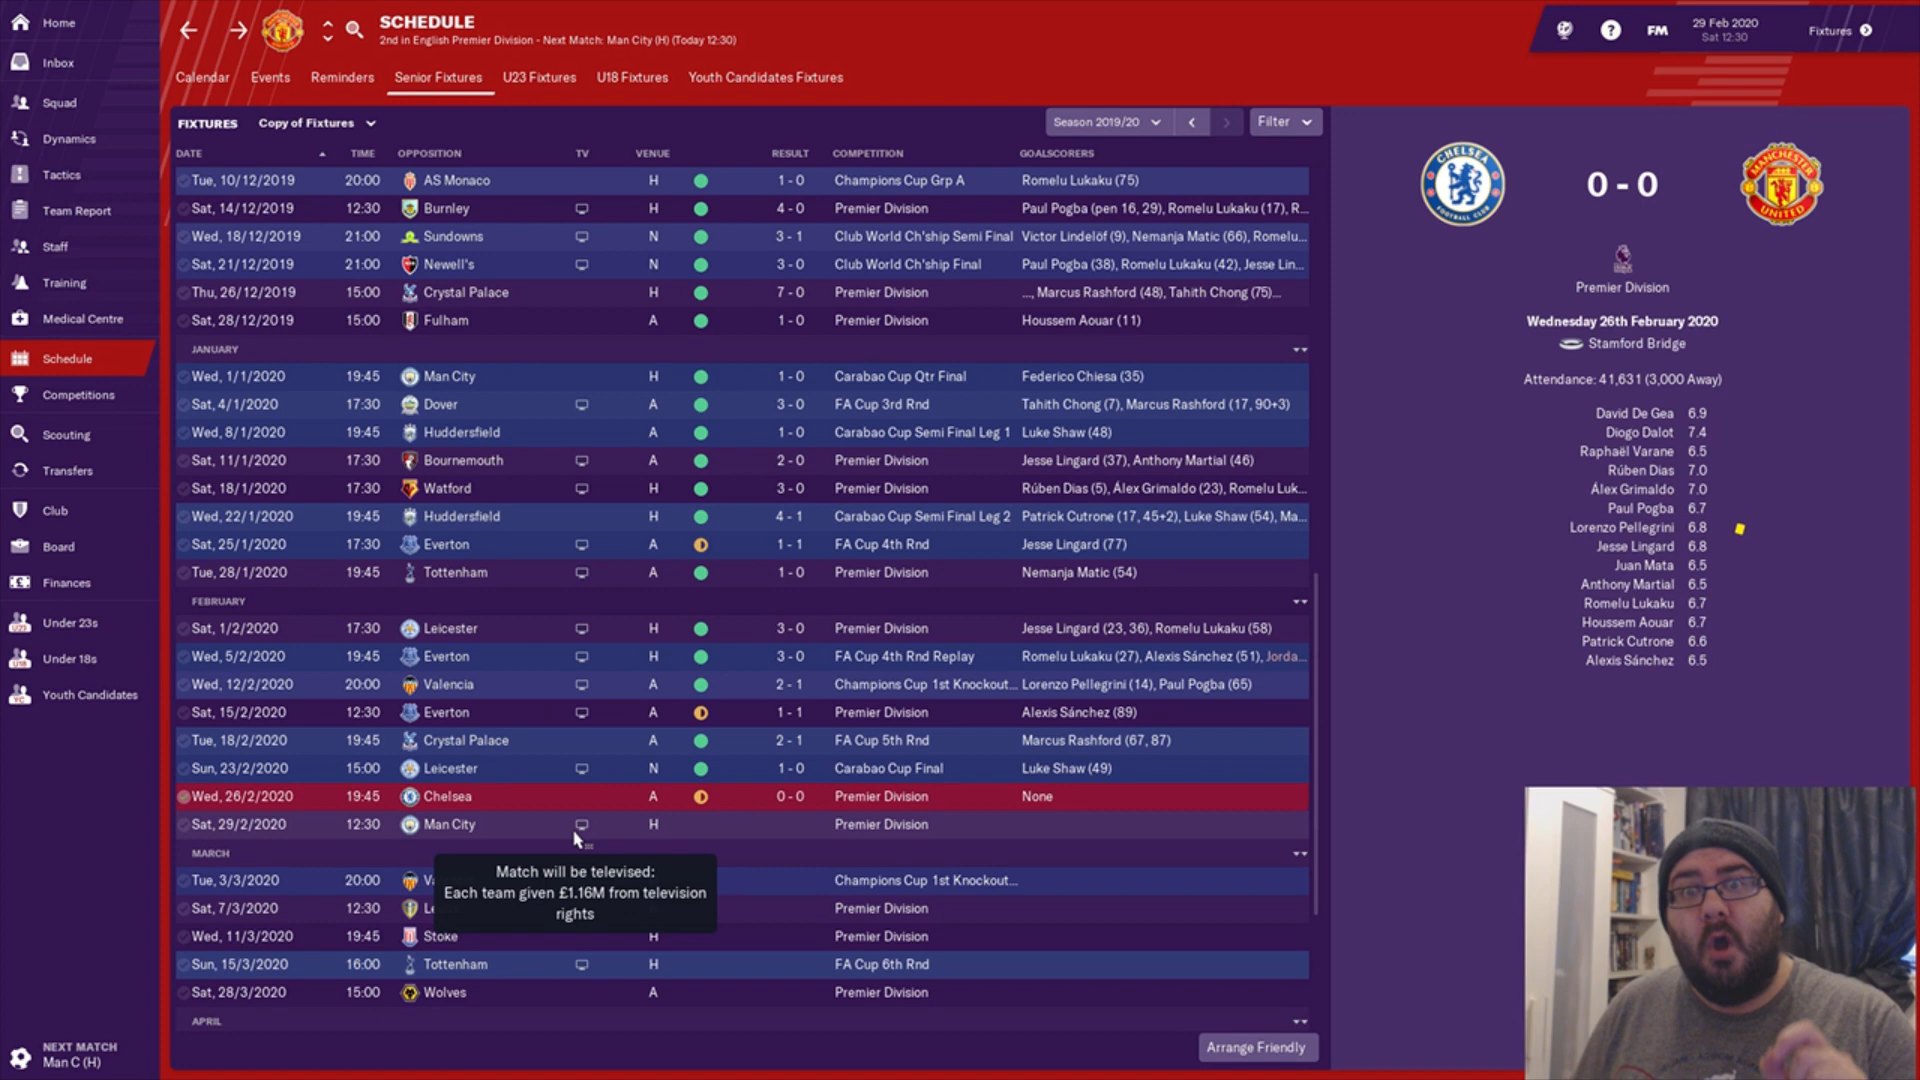 Home
Inbox
Squad
Dynamics
Tactics
Team Report
Staff
Training
Medical Centre
Schedule
Competitions
Scouting
Transfers
Club
Board
Finances
Under 23s
Under 18s
Youth Candidates
NEXT MATCH
Man C (H)
SCHEDULE
2nd in English Premier Division - Next Match: Man City (H) (Today 12:30)
FM
29 Feb 2020
Sat 12:30
Fixtures
Calendar Events Reminders Senior Fixtures U23 Fixtures U18 Fixtures Youth Candidates Fixtures
FIXTURES Copy of Fixtures Season 2019/20 Filter
DATE TIME OPPOSITION TV VENUE RESULT COMPETITION GOALSCORERS
Tue, 10/12/2019 20:00 AS Monaco H 1 - 0 Champions Cup Grp A Romelu Lukaku (75)
Sat, 14/12/2019 12:30 Burnley H 4 - 0 Premier Division Paul Pogba (pen 16, 29), Romelu Lukaku (17), R...
Wed, 18/12/2019 21:00 Sundowns N 3 - 1 Club World Ch'ship Semi Final Victor Lindelöf (9), Nemanja Matic (66), Romelu...
Sat, 21/12/2019 21:00 Newell's N 3 - 0 Club World Ch'ship Final Paul Pogba (38), Romelu Lukaku (42), Jesse Lin...
Thu, 26/12/2019 15:00 Crystal Palace H 7 - 0 Premier Division ..., Marcus Rashford (48), Tahith Chong (75)...
Sat, 28/12/2019 15:00 Fulham A 1 - 0 Premier Division Houssem Aouar (11)
JANUARY
Wed, 1/1/2020 19:45 Man City H 1 - 0 Carabao Cup Qtr Final Federico Chiesa (35)
Sat, 4/1/2020 17:30 Dover A 3 - 0 FA Cup 3rd Rnd Tahith Chong (7), Marcus Rashford (17, 90+3)
Wed, 8/1/2020 19:45 Huddersfield A 1 - 0 Carabao Cup Semi Final Leg 1 Luke Shaw (48)
Sat, 11/1/2020 17:30 Bournemouth A 2 - 0 Premier Division Jesse Lingard (37), Anthony Martial (46)
Sat, 18/1/2020 17:30 Watford H 3 - 0 Premier Division Rúben Dias (5), Álex Grimaldo (23), Romelu Luk...
Wed, 22/1/2020 19:45 Huddersfield H 4 - 1 Carabao Cup Semi Final Leg 2 Patrick Cutrone (17, 45+2), Luke Shaw (54), Ma...
Sat, 25/1/2020 17:30 Everton A 1 - 1 FA Cup 4th Rnd Jesse Lingard (77)
Tue, 28/1/2020 19:45 Tottenham A 1 - 0 Premier Division Nemanja Matic (54)
FEBRUARY
Sat, 1/2/2020 17:30 Leicester H 3 - 0 Premier Division Jesse Lingard (23, 36), Romelu Lukaku (58)
Wed, 5/2/2020 19:45 Everton H 3 - 0 FA Cup 4th Rnd Replay Romelu Lukaku (27), Alexis Sánchez (51), Jorda...
Wed, 12/2/2020 20:00 Valencia A 2 - 1 Champions Cup 1st Knockout... Lorenzo Pellegrini (14), Paul Pogba (65)
Sat, 15/2/2020 12:30 Everton A 1 - 1 Premier Division Alexis Sánchez (89)
Tue, 18/2/2020 19:45 Crystal Palace A 2 - 1 FA Cup 5th Rnd Marcus Rashford (67, 87)
Sun, 23/2/2020 15:00 Leicester N 1 - 0 Carabao Cup Final Luke Shaw (49)
Wed, 26/2/2020 19:45 Chelsea A 0 - 0 Premier Division None
Sat, 29/2/2020 12:30 Man City H Premier Division
MARCH
Tue, 3/3/2020 20:00 Champions Cup 1st Knockout...
Sat, 7/3/2020 12:30 Premier Division
Wed, 11/3/2020 19:45 Stoke H Premier Division
Sun, 15/3/2020 16:00 Tottenham H FA Cup 6th Rnd
Sat, 28/3/2020 15:00 Wolves A Premier Division
APRIL
Match will be televised:
Each team given £1.16M from television
rights
Arrange Friendly
CHELSEA
FOOTBALL CLUB
0 - 0
MANCHESTER
UNITED
Premier Division
Wednesday 26th February 2020
Stamford Bridge
Attendance: 41,631 (3,000 Away)
David De Gea 6.9
Diogo Dalot 7.4
Raphaël Varane 6.5
Rúben Dias 7.0
Álex Grimaldo 7.0
Paul Pogba 6.7
Lorenzo Pellegrini 6.8
Jesse Lingard 6.8
Juan Mata 6.5
Anthony Martial 6.5
Romelu Lukaku 6.7
Houssem Aouar 6.7
Patrick Cutrone 6.6
Alexis Sánchez 6.5